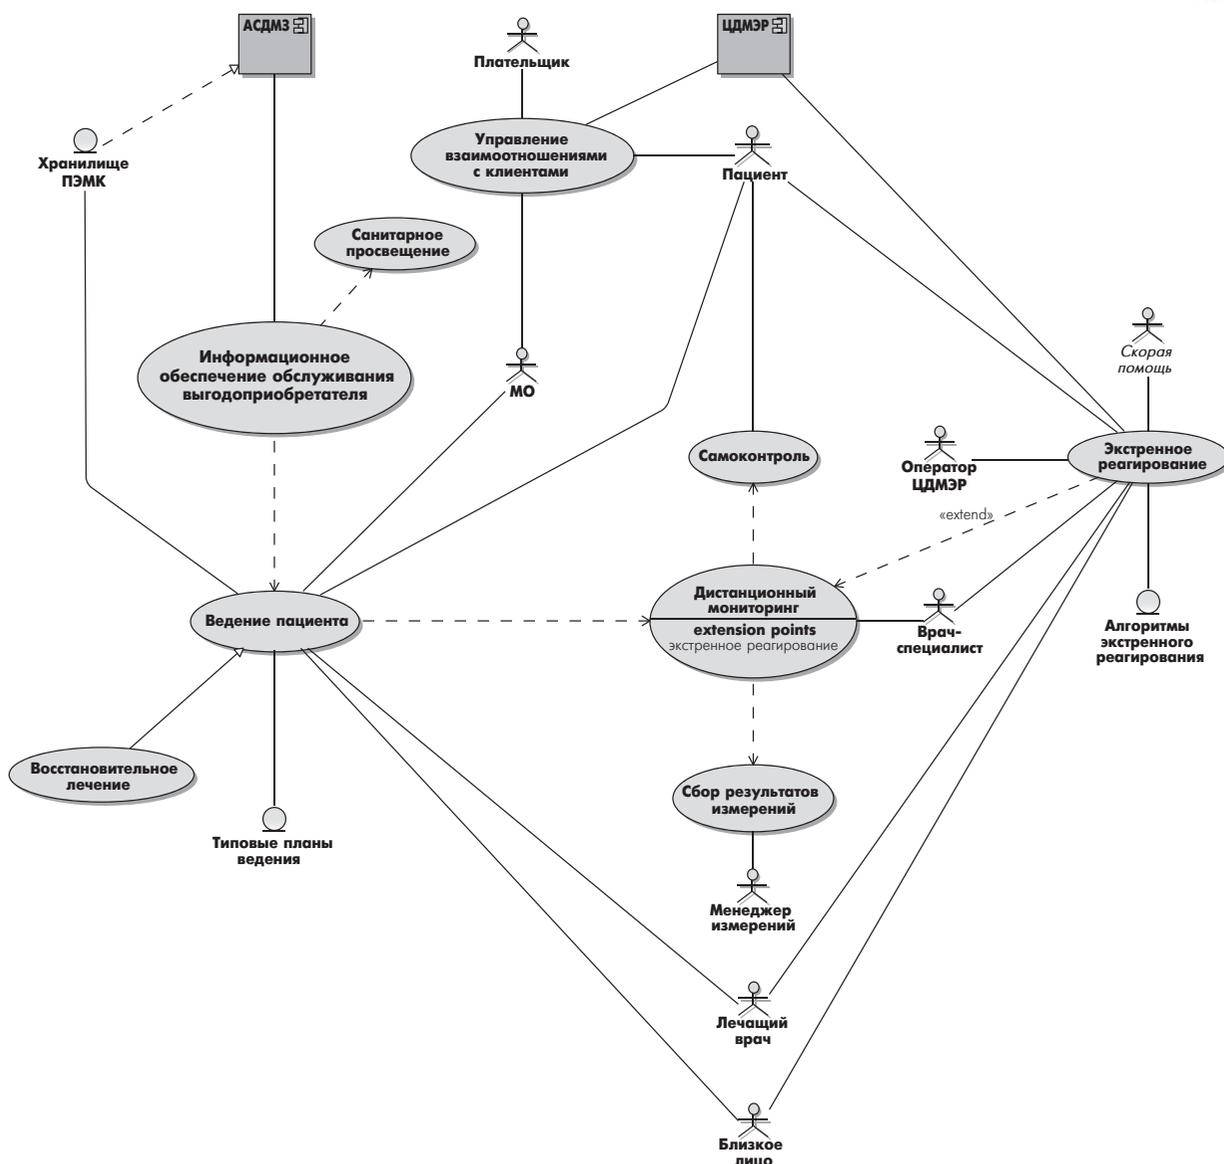 АСДМЗ
ЦДМЭР
Плательщик
Управление
взаимоотношениями
с клиентами
Хранилище
ПЭМК
Пациент
Санитарное
просвещение
Информационное
обеспечение обслуживания
выгодоприобретателя
МО
Скорая
помощь
Самоконтроль
Оператор
ЦДМЭР
Экстренное
реагирование
«extend»
Дистанционный
мониторинг
extension points
экстренное реагирование
Ведение пациента
Врач-
специалист
Алгоритмы
экстренного
реагирования
Восстановительное
лечение
Сбор результатов
измерений
Типовые планы
ведения
Менеджер
измерений
Лечащий
врач
Близкое
лицо